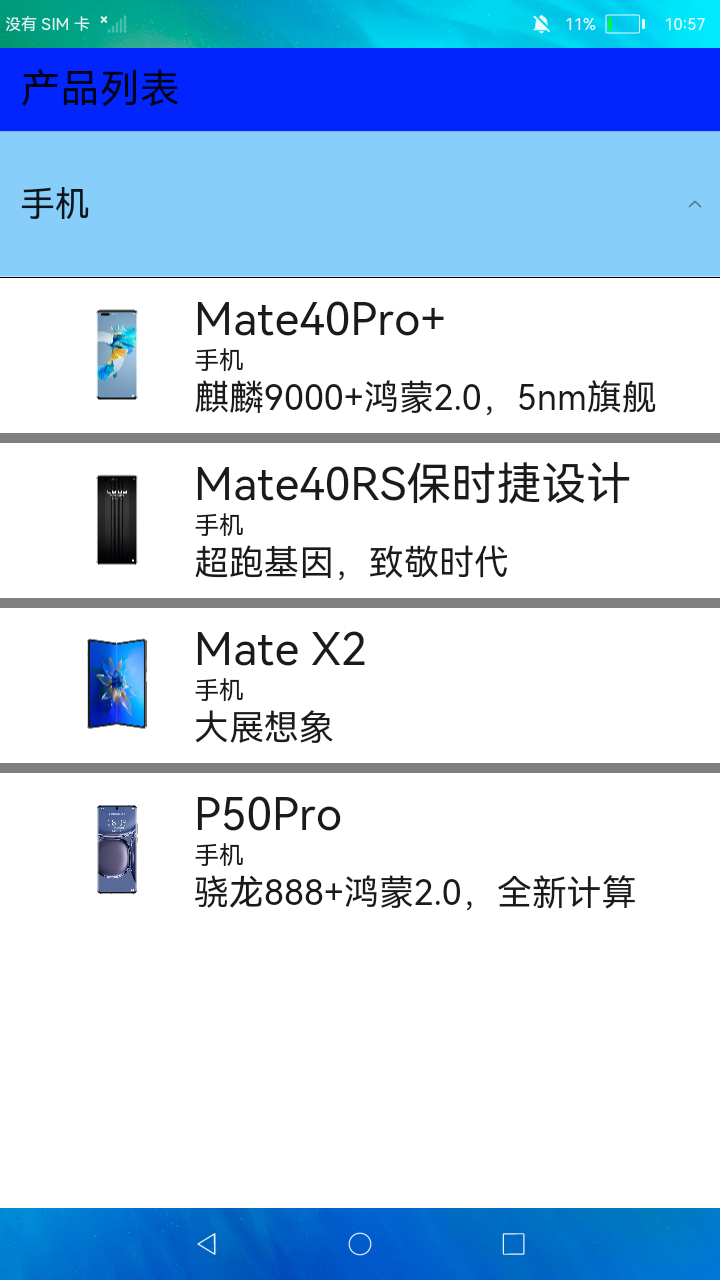 没有 SIM 卡
11%
10:57
产品列表
手机
Mate40Pro+
手机
麒麟9000+鸿蒙2.0，5nm旗舰
Mate40RS保时捷设计
手机
超跑基因，致敬时代
Mate X2
手机
大展想象
P50Pro
手机
骁龙888+鸿蒙2.0，全新计算